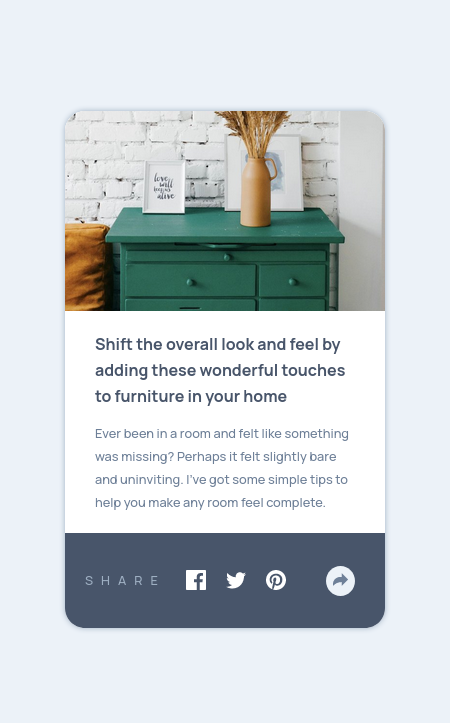 love
will
begins
alive
Shift the overall look and feel by
adding these wonderful touches
to furniture in your home
Ever been in a room and felt like something
was missing? Perhaps it felt slightly bare
and uninviting. I’ve got some simple tips to
help you make any room feel complete.
SHARE